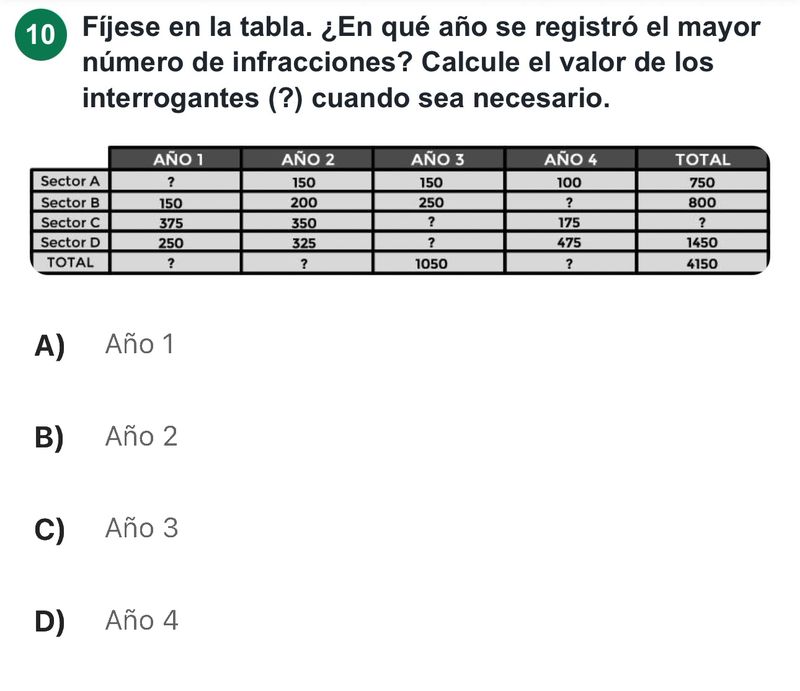 10 Fíjese en la tabla. ¿En qué año se registró el mayor
número de infracciones? Calcule el valor de los
interrogantes (?) cuando sea necesario.
AÑO 1 AÑO 2 AÑO 3 AÑO 4 TOTAL
Sector A ? 150 150 100 750
Sector B 150 200 250 ? 800
Sector C 375 350 ? 175 ?
Sector D 250 325 ? 475 1450
TOTAL ? ? 1050 ? 4150
A) Año 1
B) Año 2
C) Año 3
D) Año 4